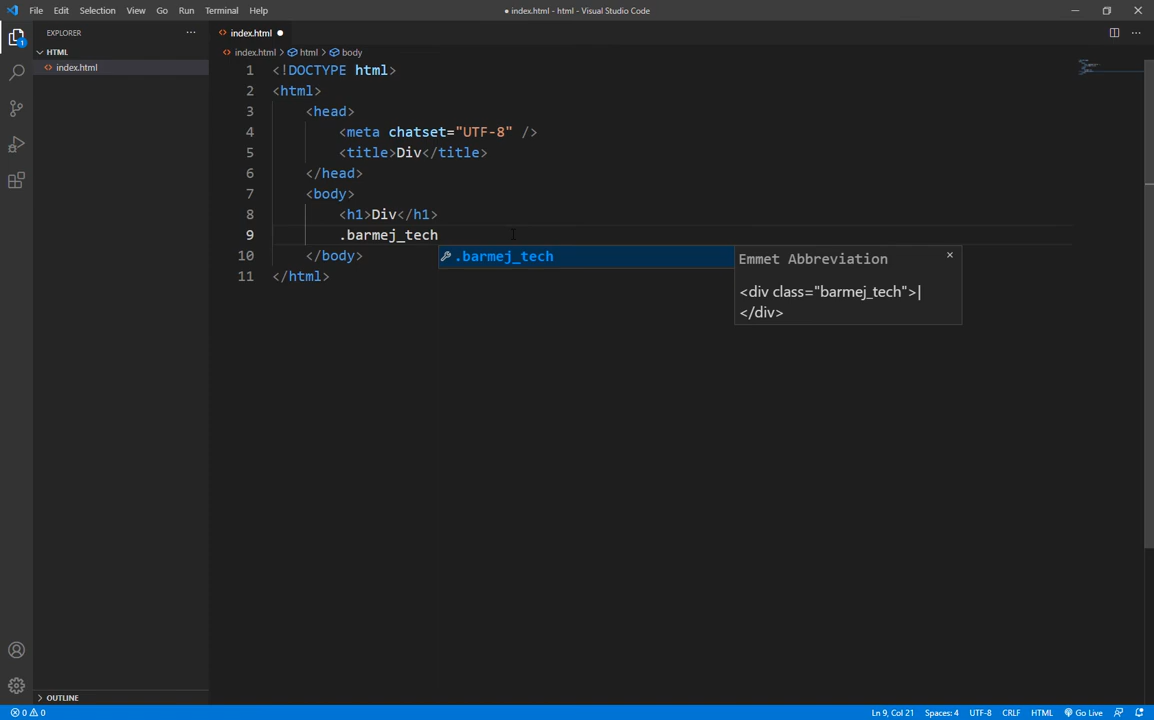 File Edit Selection View Go Run Terminal Help
● index.html - html - Visual Studio Code
EXPLORER ...
HTML
index.html
OUTLINE
1
index.html ●
index.html > html > body
1 <!DOCTYPE html>
2 <html>
3 <head>
4 <meta chatset="UTF-8" />
5 <title>Div</title>
6 </head>
7 <body>
8 <h1>Div</h1>
9 .barmej_tech
10 </body>
11 </html>
.barmej_tech
Emmet Abbreviation ×
<div class="barmej_tech">|
</div>
0 0
Ln 9, Col 21 Spaces: 4 UTF-8 CRLF HTML Go Live